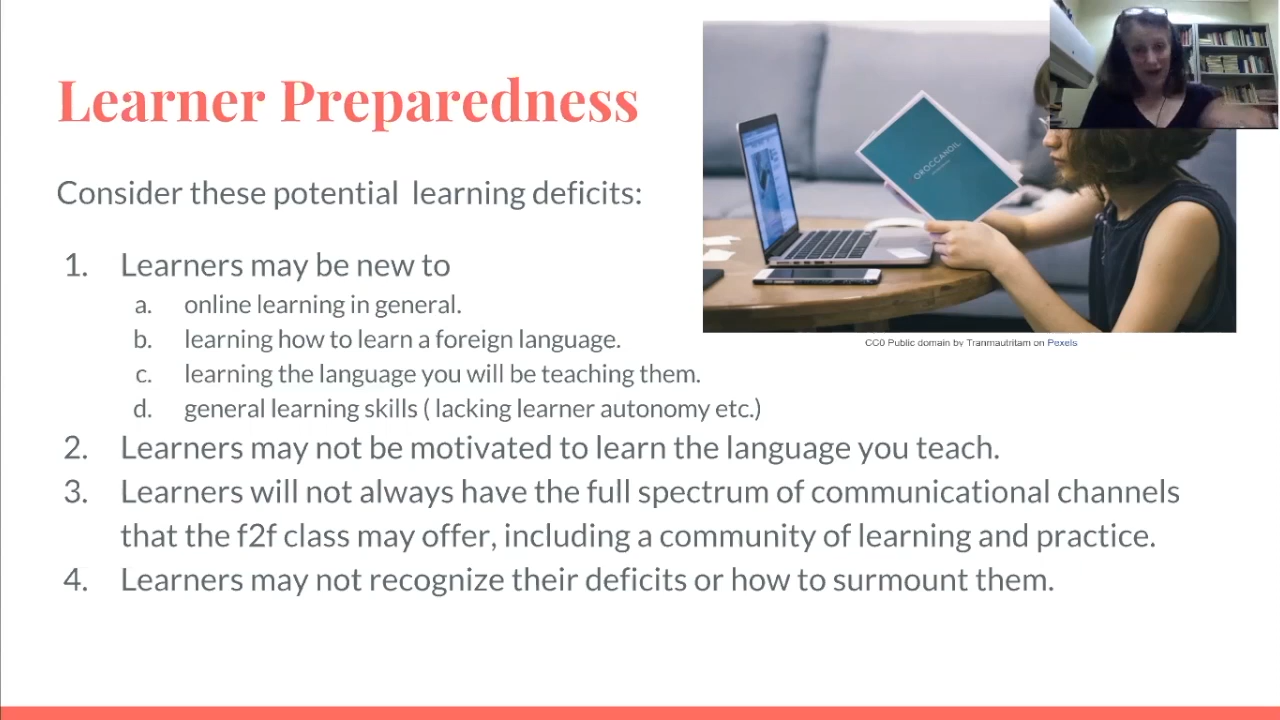 Learner Preparedness
Consider these potential  learning deficits:
1. Learners may be new to
a. online learning in general.
b. learning how to learn a foreign language.
c. learning the language you will be teaching them.
d. general learning skills ( lacking learner autonomy etc.)
2. Learners may not be motivated to learn the language you teach.
3. Learners will not always have the full spectrum of communicational channels
that the f2f class may offer, including a community of learning and practice.
4. Learners may not recognize their deficits or how to surmount them.
OROCCANOIL
CC0 Public domain by Tranmautritam on Pexels